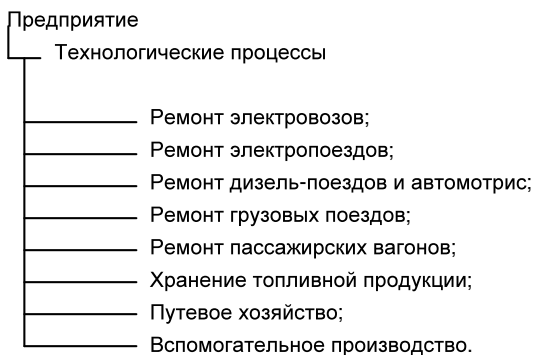 Предприятие
Технологические процессы
Ремонт электровозов;
Ремонт электропоездов;
Ремонт дизель-поездов и автомотрис;
Ремонт грузовых поездов;
Ремонт пассажирских вагонов;
Хранение топливной продукции;
Путевое хозяйство;
Вспомогательное производство.